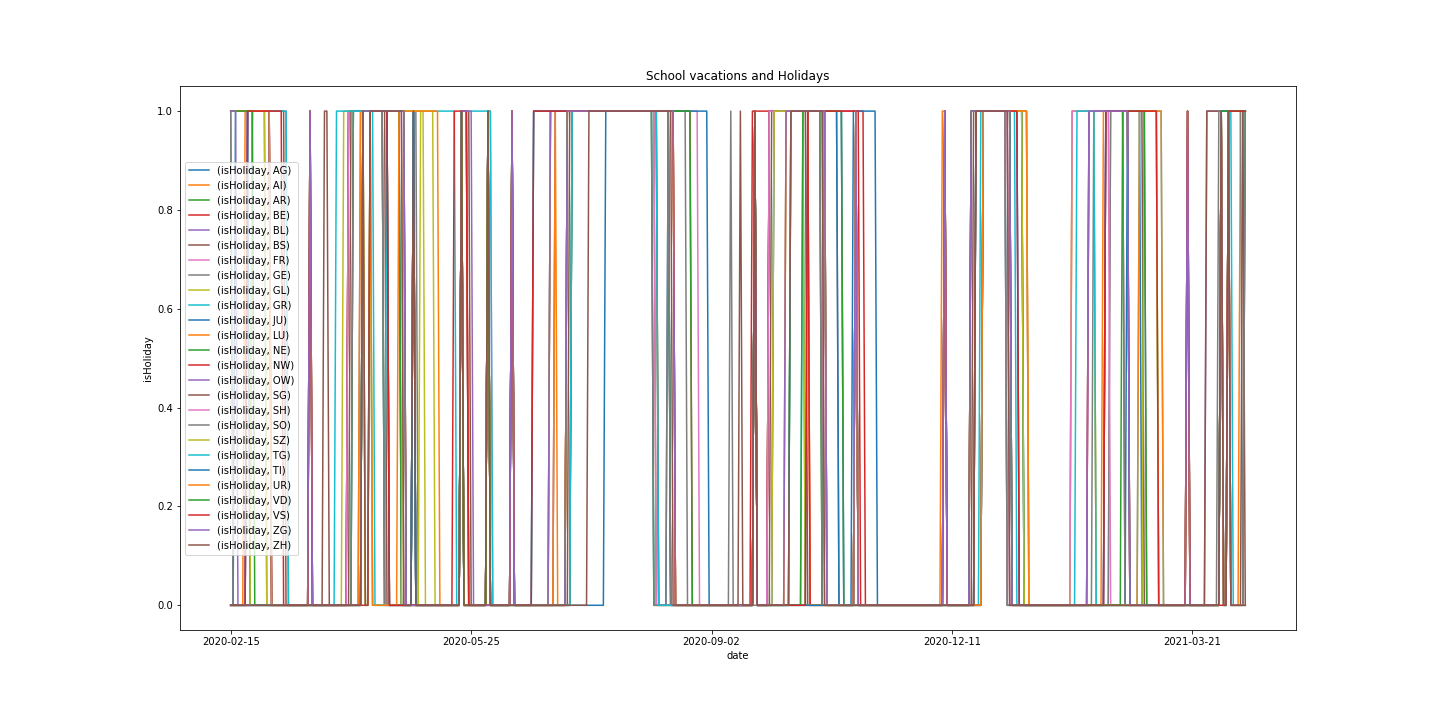 School vacations and Holidays
1.0
0.8
0.6
0.4
0.2
0.0
isHoliday
(isHoliday, AG)
(isHoliday, AI)
(isHoliday, AR)
(isHoliday, BE)
(isHoliday, BL)
(isHoliday, BS)
(isHoliday, FR)
(isHoliday, GE)
(isHoliday, GL)
(isHoliday, GR)
(isHoliday, JU)
(isHoliday, LU)
(isHoliday, NE)
(isHoliday, NW)
(isHoliday, OW)
(isHoliday, SG)
(isHoliday, SH)
(isHoliday, SO)
(isHoliday, SZ)
(isHoliday, TG)
(isHoliday, TI)
(isHoliday, UR)
(isHoliday, VD)
(isHoliday, VS)
(isHoliday, ZG)
(isHoliday, ZH)
2020-02-15 2020-05-25 2020-09-02 2020-12-11 2021-03-21
date